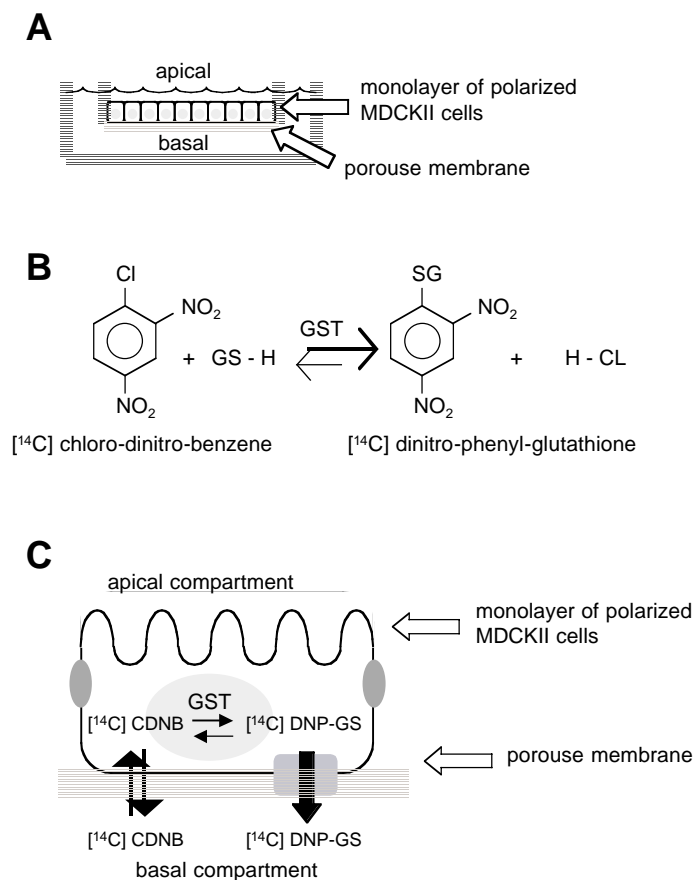 A
apical
monolayer of polarized
MDCKII cells
basal
porouse membrane
B
Cl
SG
NO₂
NO₂
GST
+ GS - H
+ H - CL
NO₂
NO₂
[¹⁴C] chloro-dinitro-benzene
[¹⁴C] dinitro-phenyl-glutathione
C
apical compartment
monolayer of polarized
MDCKII cells
GST
[¹⁴C] CDNB
[¹⁴C] DNP-GS
porouse membrane
[¹⁴C] CDNB
[¹⁴C] DNP-GS
basal compartment